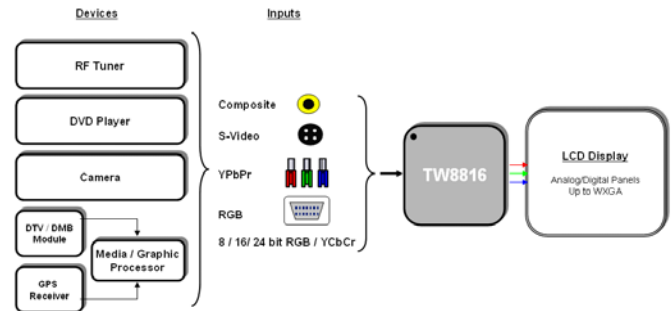 Devices
Inputs
RF Tuner
DVD Player
Camera
DTV / DMB
Module
Media / Graphic
Processor
GPS
Receiver
Composite
S-Video
YPbPr
RGB
8 / 16/ 24 bit RGB / YCbCr
TW8816
LCD Display
Analog/Digital Panels
Up to WXGA